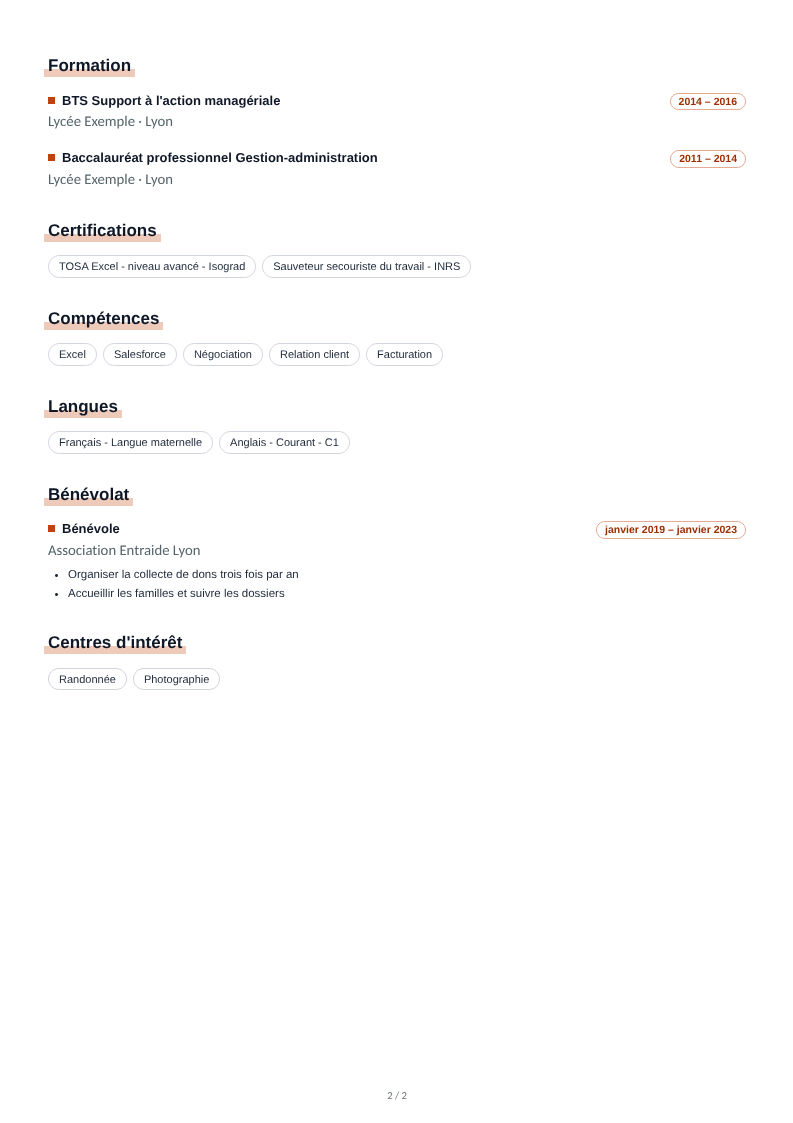 Formation
BTS Support à l'action managériale 2014 – 2016
Lycée Exemple · Lyon
Baccalauréat professionnel Gestion-administration 2011 – 2014
Lycée Exemple · Lyon
Certifications
TOSA Excel - niveau avancé - Isograd Sauveteur secouriste du travail - INRS
Compétences
Excel Salesforce Négociation Relation client Facturation
Langues
Français - Langue maternelle Anglais - Courant - C1
Bénévolat
Bénévole janvier 2019 – janvier 2023
Association Entraide Lyon
• Organiser la collecte de dons trois fois par an
• Accueillir les familles et suivre les dossiers
Centres d'intérêt
Randonnée Photographie
2 / 2